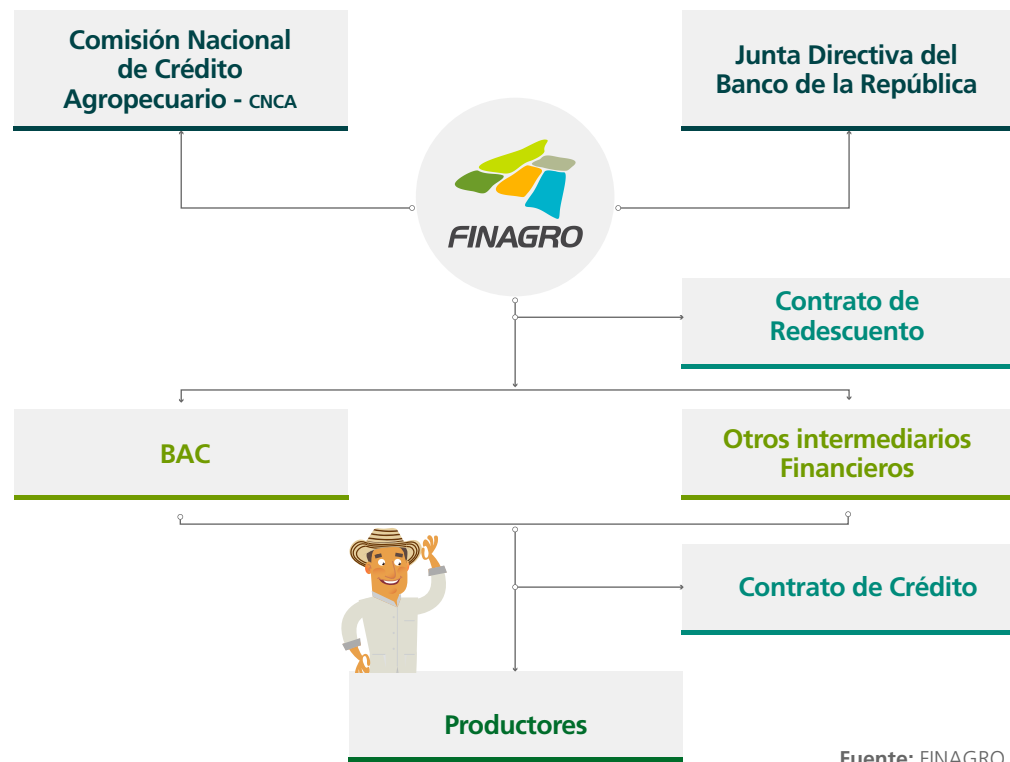 Comisión Nacional
de Crédito
Agropecuario - CNCA
Junta Directiva del
Banco de la República
FINAGRO
Contrato de
Redescuento
BAC
Otros intermediarios
Financieros
Contrato de Crédito
Productores
Fuente: FINAGRO